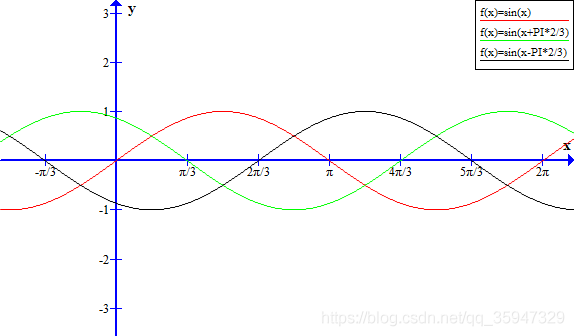 y
3
2
1
-1
-2
-3
f(x)=sin(x)
f(x)=sin(x+PI*2/3)
f(x)=sin(x-PI*2/3)
x
-π/3 π/3 2π/3 π 4π/3 5π/3 2π
https://blog.csdn.net/qq_35947329